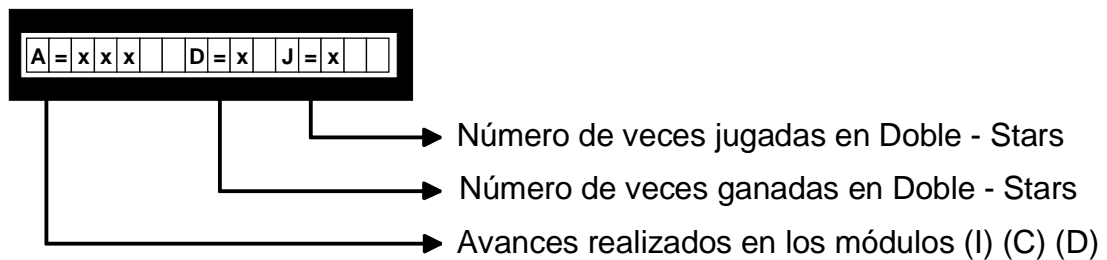 A = x x x D = x J = x
Número de veces jugadas en Doble - Stars
Número de veces ganadas en Doble - Stars
Avances realizados en los módulos (I) (C) (D)